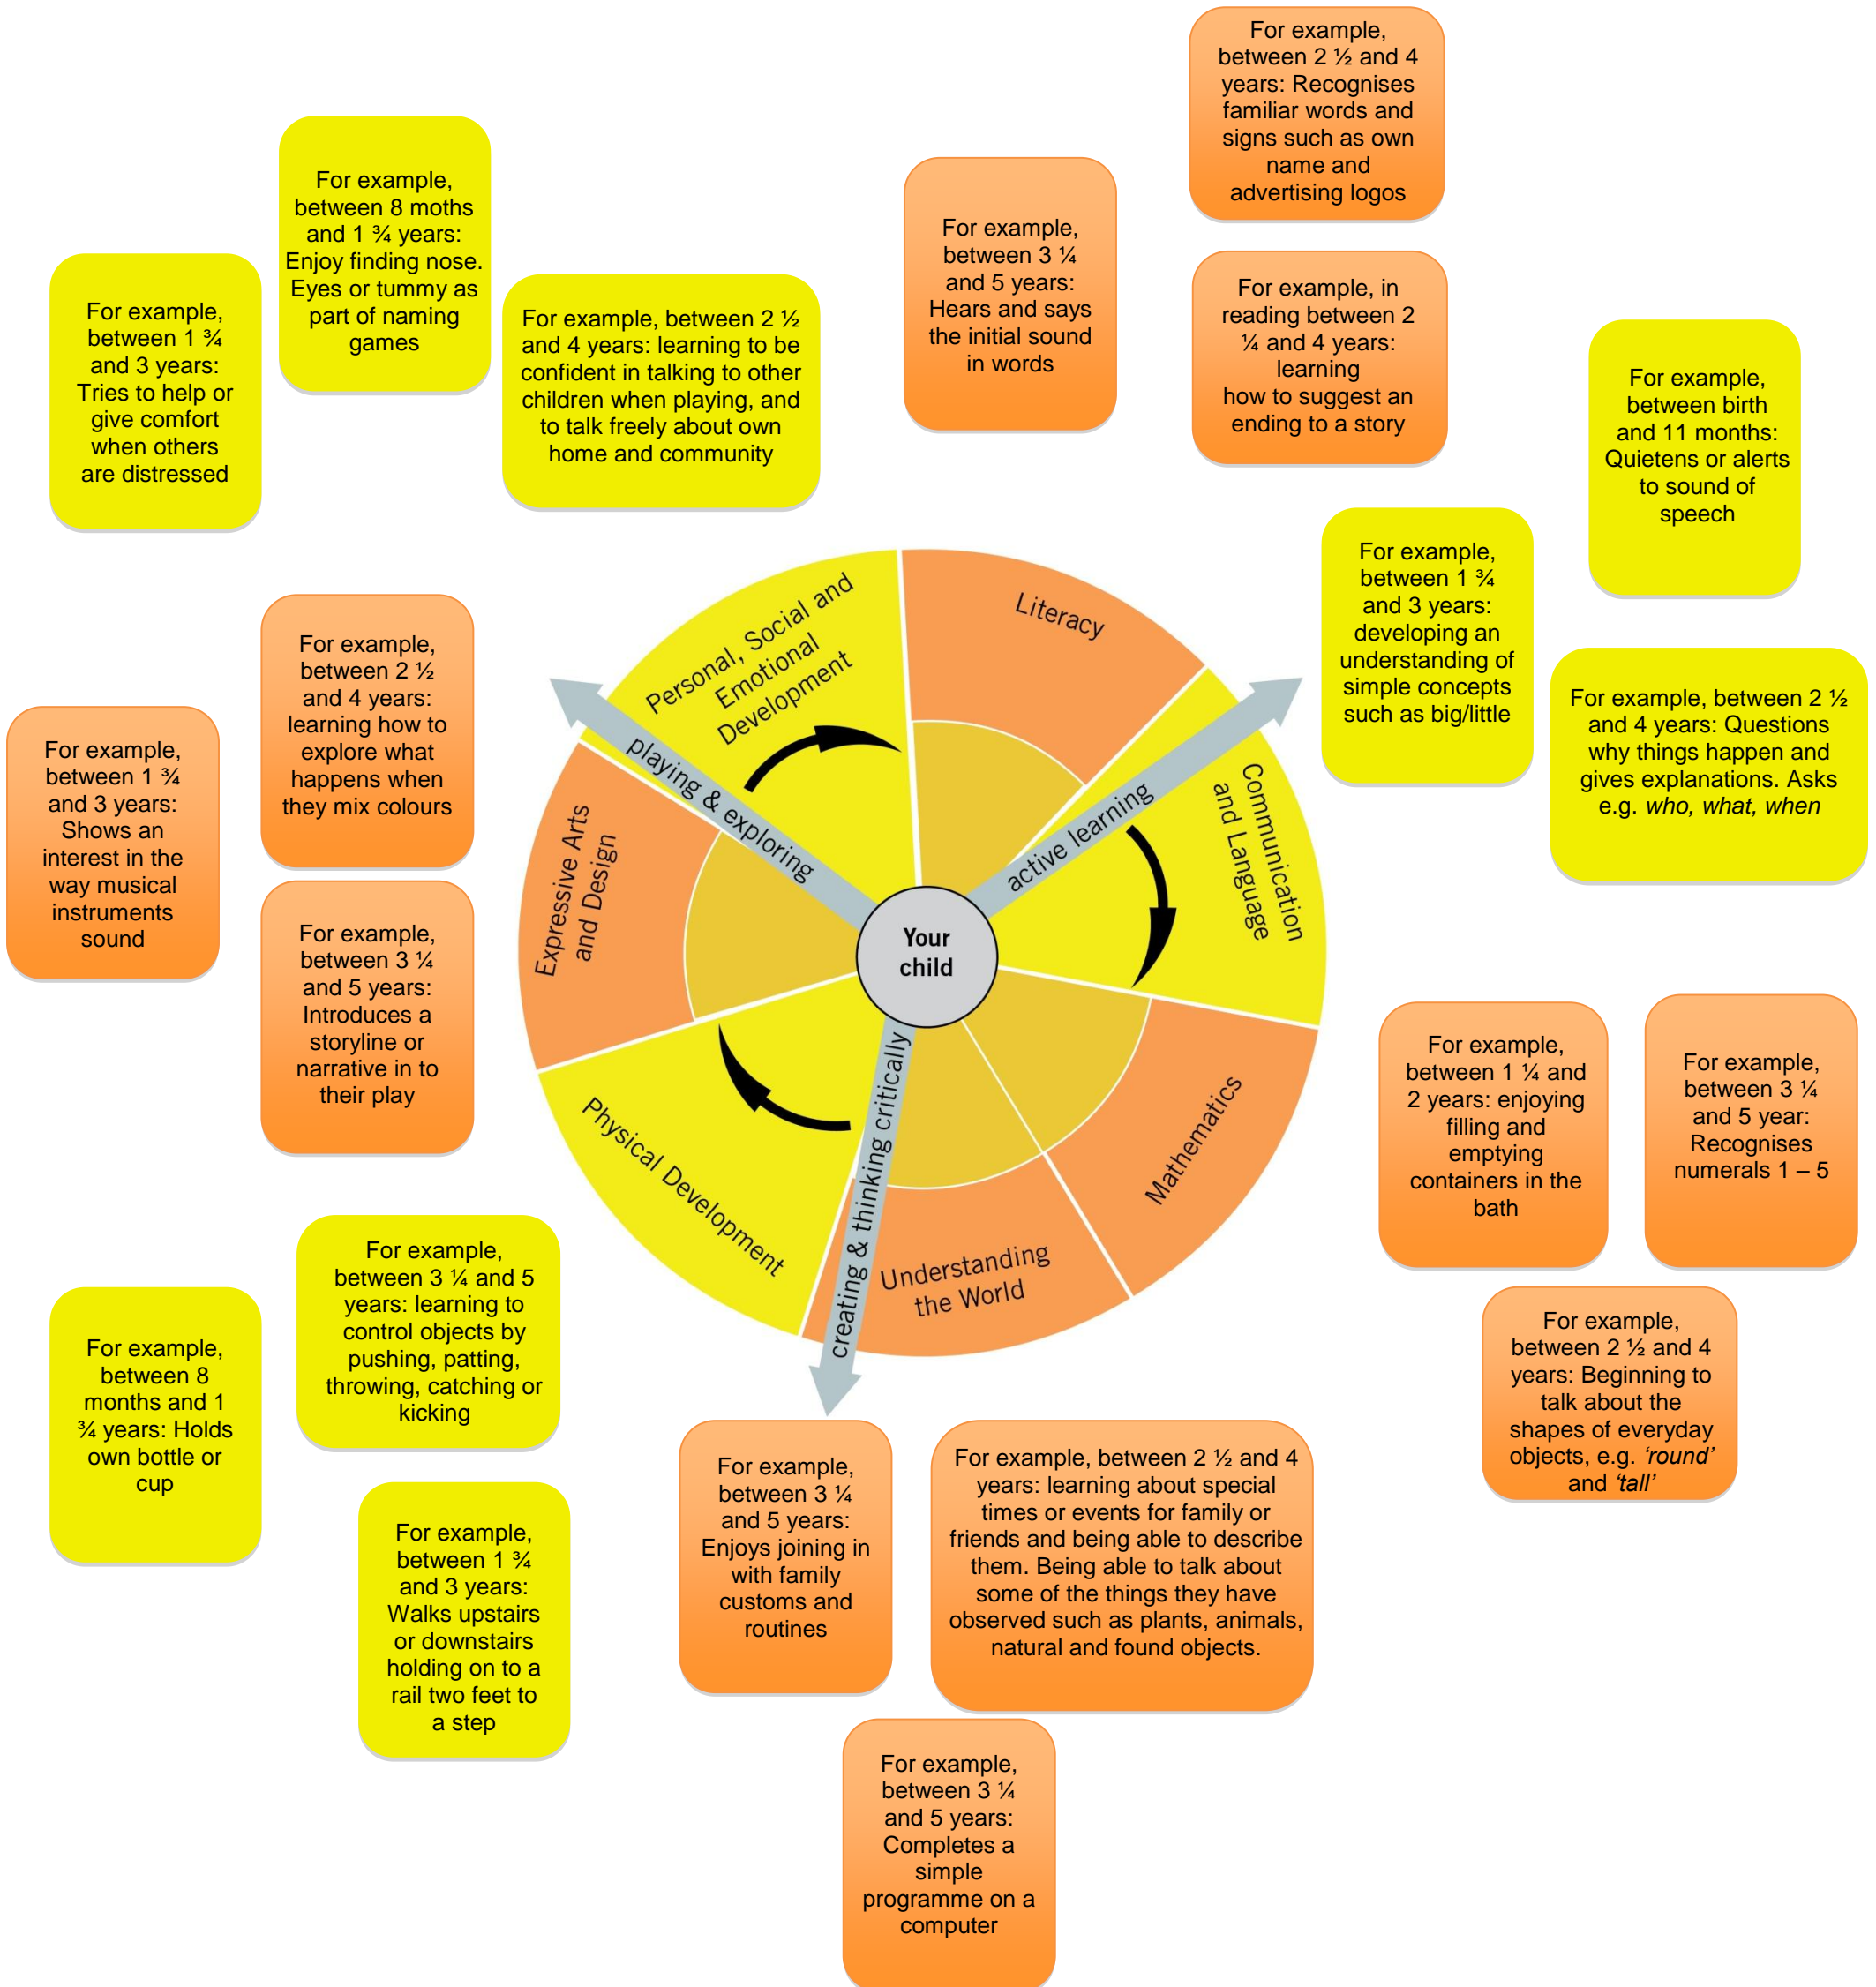 For example,
between 2 ½ and 4
years: Recognises
familiar words and
signs such as own
name and
advertising logos
For example,
between 8 moths
and 1 ¾ years:
Enjoy finding nose.
Eyes or tummy as
part of naming
games
For example,
between 3 ¼
and 5 years:
Hears and says
the initial sound
in words
For example,
between 1 ¾
and 3 years:
Tries to help or
give comfort
when others
are distressed
For example, between 2 ½
and 4 years: learning to be
confident in talking to other
children when playing, and
to talk freely about own
home and community
For example, in
reading between 2
¼ and 4 years:
learning
how to suggest an
ending to a story
For example,
between birth
and 11 months:
Quietens or alerts
to sound of
speech
For example,
between 1 ¾
and 3 years:
developing an
understanding of
simple concepts
such as big/little
For example, between 2 ½
and 4 years: Questions
why things happen and
gives explanations. Asks
e.g. who, what, when
For example,
between 2 ½
and 4 years:
learning how to
explore what
happens when
they mix colours
For example,
between 1 ¾
and 3 years:
Shows an
interest in the
way musical
instruments
sound
For example,
between 3 ¼
and 5 years:
Introduces a
storyline or
narrative in to
their play
Personal, Social and
Emotional
Development
Literacy
playing & exploring
active learning
Communication
and Language
Expressive Arts
and Design
Your
child
creating & thinking critically
Physical Development
Understanding
the World
Mathematics
For example,
between 1 ¼ and
2 years: enjoying
filling and
emptying
containers in the
bath
For example,
between 3 ¼
and 5 year:
Recognises
numerals 1 – 5
For example,
between 2 ½ and 4
years: Beginning to
talk about the
shapes of everyday
objects, e.g. ‘round’
and ‘tall’
For example,
between 3 ¼ and 5
years: learning to
control objects by
pushing, patting,
throwing, catching or
kicking
For example,
between 8
months and 1
¾ years: Holds
own bottle or
cup
For example,
between 1 ¾
and 3 years:
Walks upstairs
or downstairs
holding on to a
rail two feet to
a step
For example,
between 3 ¼
and 5 years:
Enjoys joining in
with family
customs and
routines
For example, between 2 ½ and 4
years: learning about special
times or events for family or
friends and being able to describe
them. Being able to talk about
some of the things they have
observed such as plants, animals,
natural and found objects.
For example,
between 3 ¼
and 5 years:
Completes a
simple
programme on a
computer